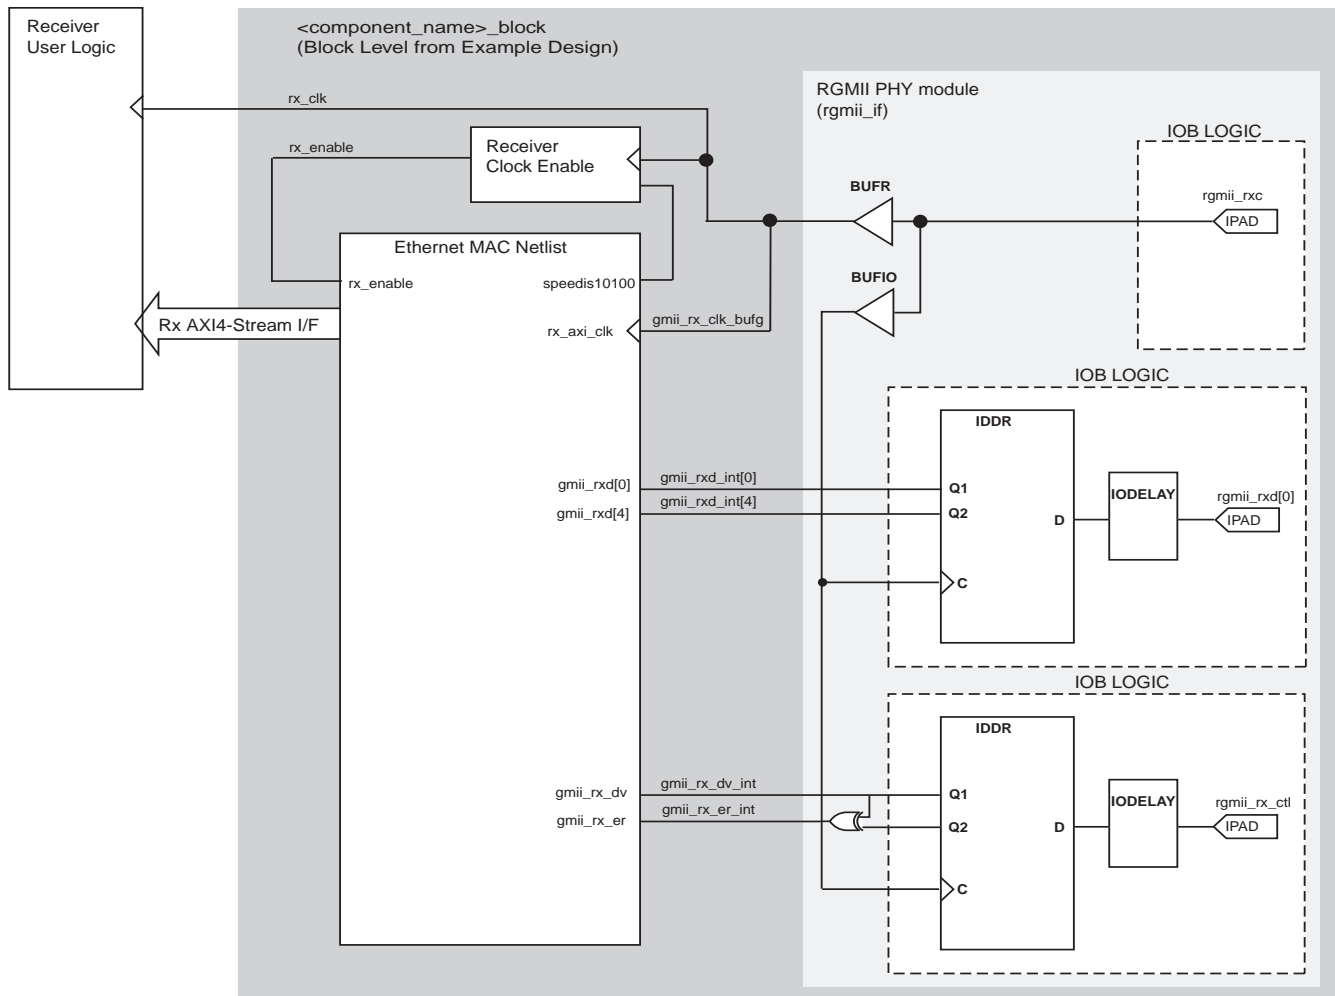 Receiver
User Logic
<component_name>_block
(Block Level from Example Design)
RGMII PHY module
(rgmii_if)
IOB LOGIC
rx_clk
rx_enable
Receiver
Clock Enable
BUFR
rgmii_rxc
IPAD
Ethernet MAC Netlist
BUFIO
rx_enable
speedis10100
Rx AXI4-Stream I/F
rx_axi_clk
gmii_rx_clk_bufg
IOB LOGIC
IDDR
gmii_rxd[0]
gmii_rxd_int[0]
Q1
IODELAY
rgmii_rxd[0]
gmii_rxd[4]
gmii_rxd_int[4]
Q2
D
IPAD
C
IOB LOGIC
IDDR
gmii_rx_dv
gmii_rx_dv_int
Q1
IODELAY
rgmii_rx_ctl
gmii_rx_er
gmii_rx_er_int
Q2
D
IPAD
C